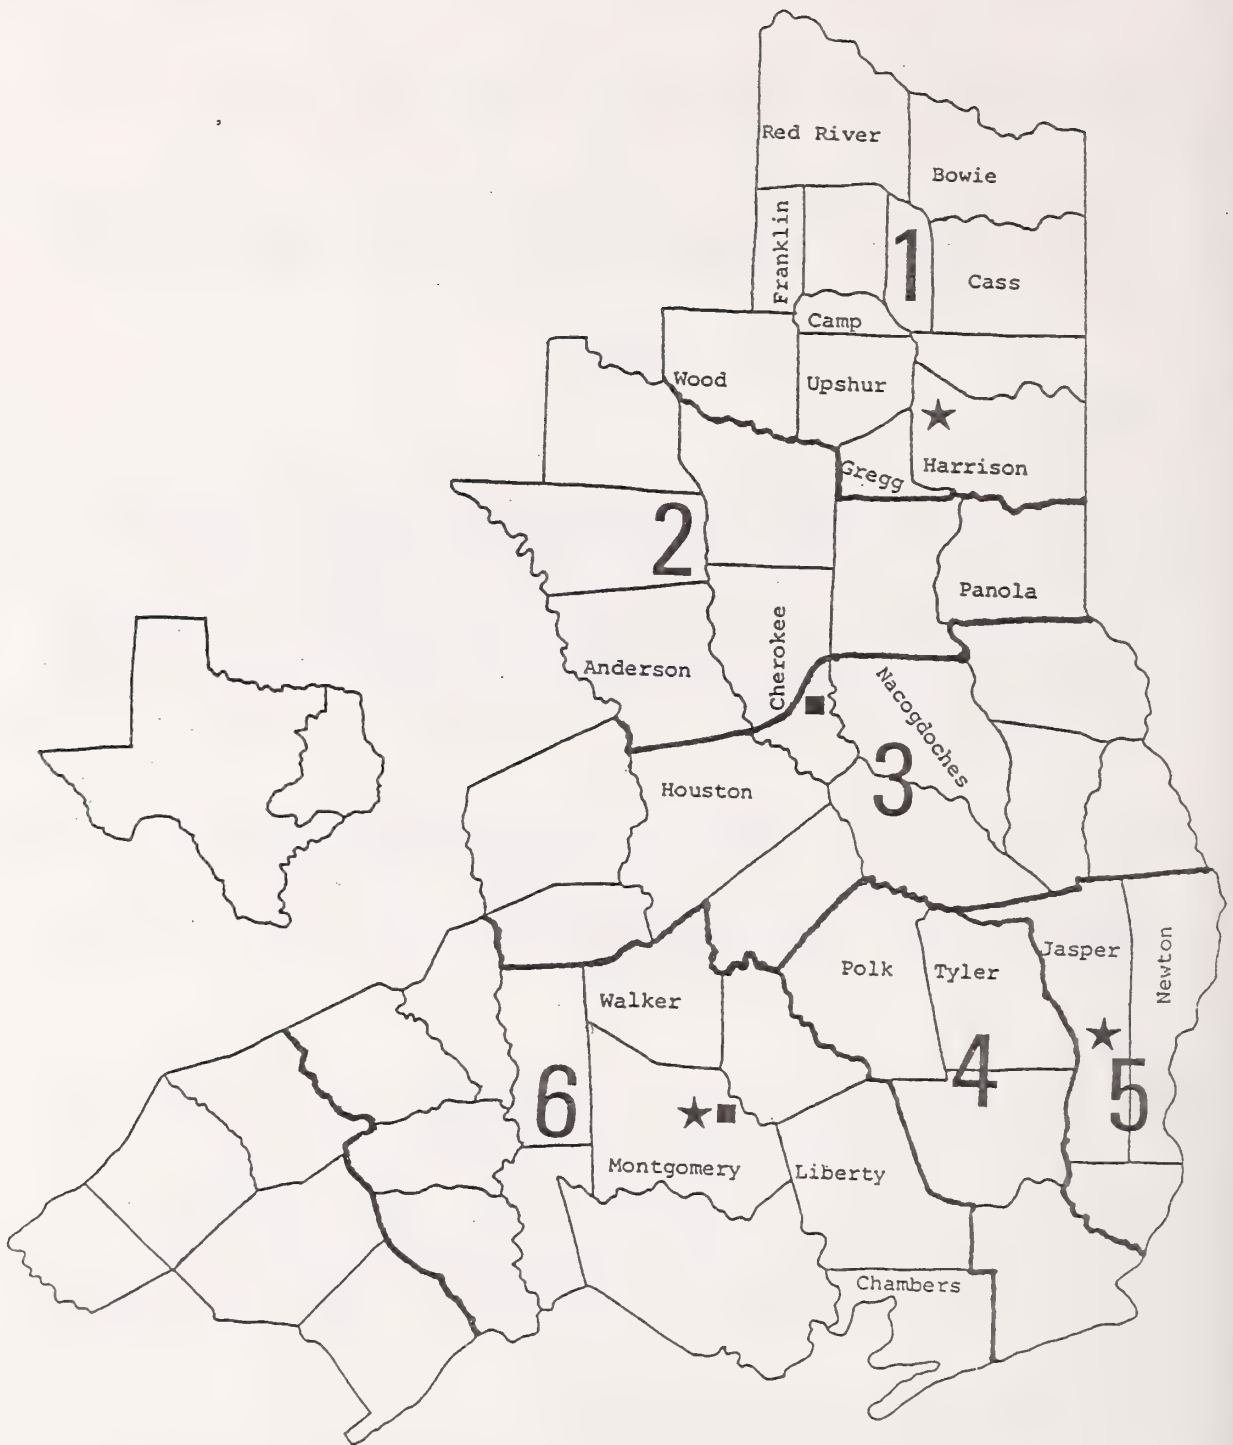 Red River
Bowie
Franklin
1
Cass
Camp
Wood
Upshur
Gregg
Harrison
2
Panola
Cherokee
Anderson
Nacogdoches
3
Houston
Jasper
Newton
Polk
Tyler
Walker
4
5
6
Montgomery
Liberty
Chambers